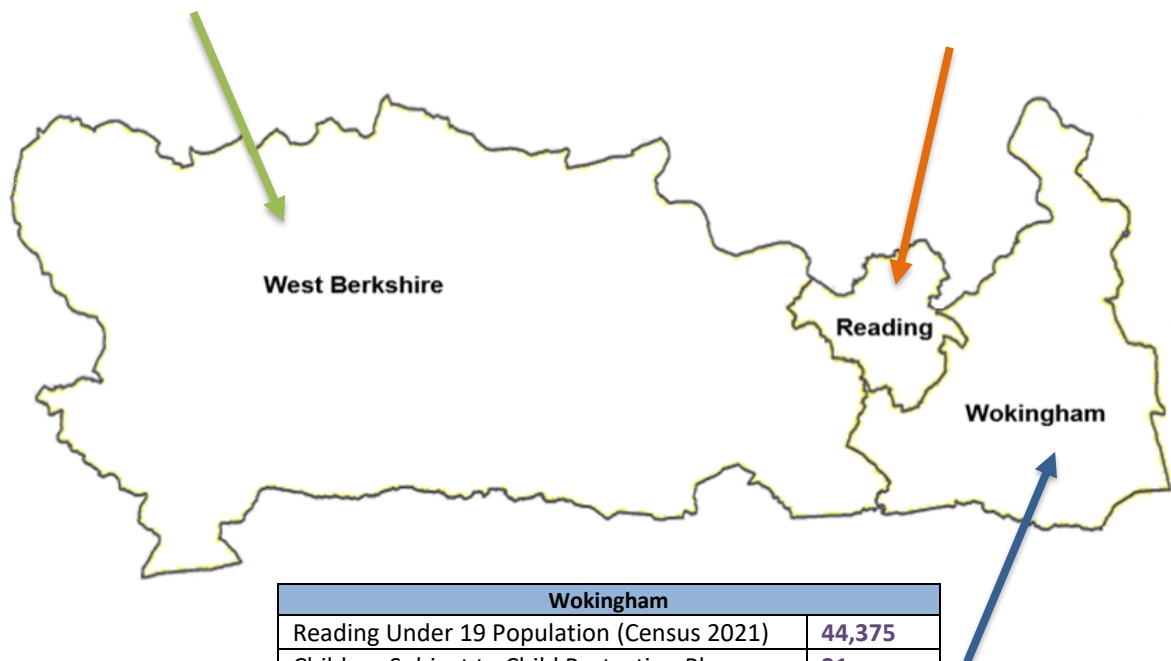 West Berkshire
Reading
Wokingham
Wokingham
Reading Under 19 Population (Census 2021) 44,375